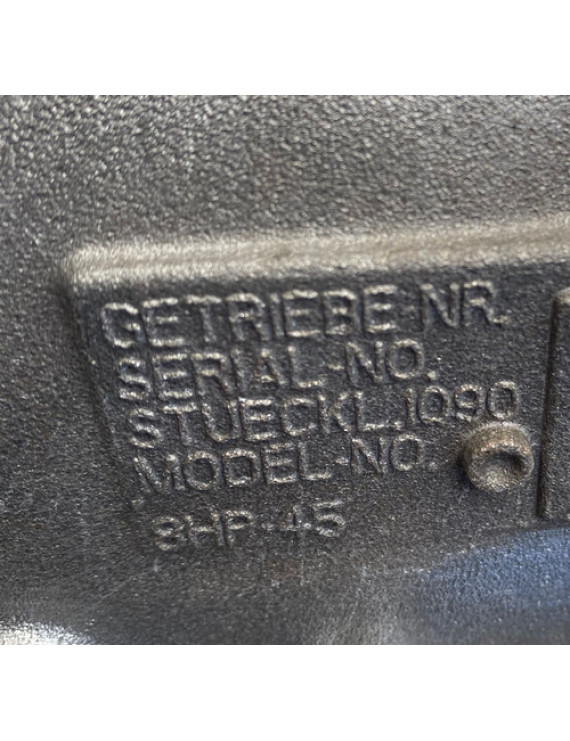 GETRIEBE-NR.
SERIAL-NO.
STUECKL.1090
MODEL-NO.
8HP-45